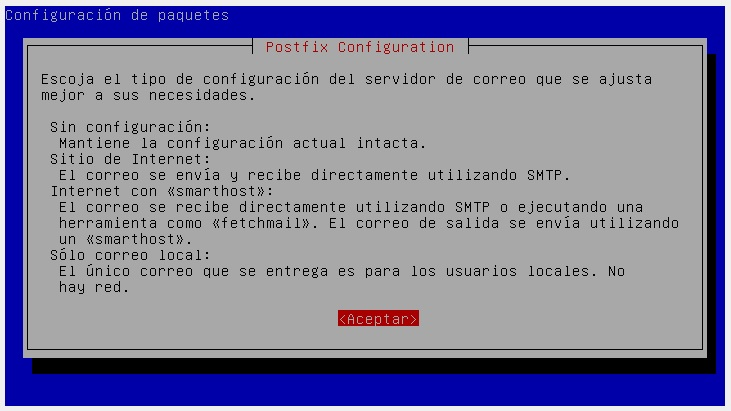 Configuración de paquetes
Postfix Configuration
Escoja el tipo de configuración del servidor de correo que se ajusta
mejor a sus necesidades.
Sin configuración:
Mantiene la configuración actual intacta.
Sitio de Internet:
El correo se envía y recibe directamente utilizando SMTP.
Internet con «smarthost»:
El correo se recibe directamente utilizando SMTP o ejecutando una
herramienta como «fetchmail». El correo de salida se envía utilizando
un «smarthost».
Sólo correo local:
El único correo que se entrega es para los usuarios locales. No
hay red.
<Aceptar>